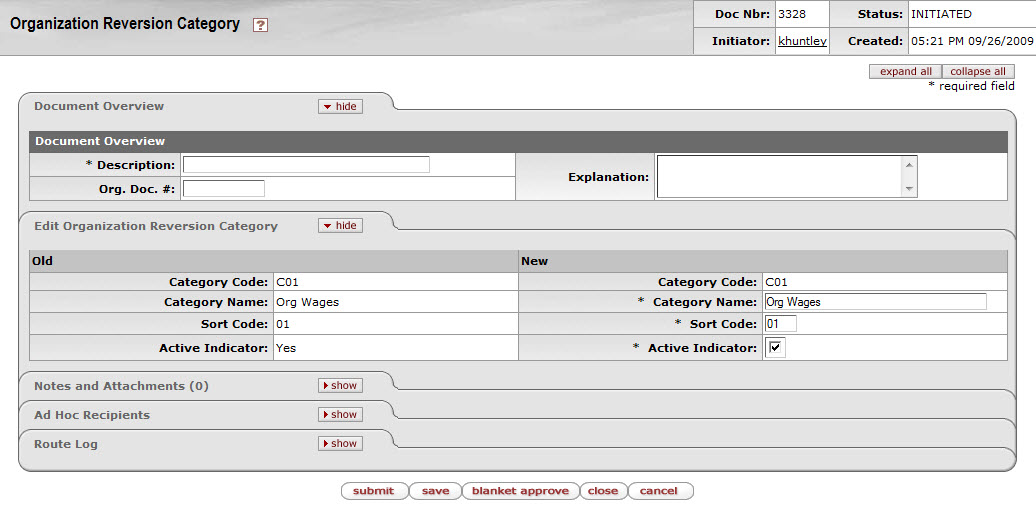 Organization Reversion Category ?
Doc Nbr: 3328 Status: INITIATED
Initiator: khuntley Created: 05:21 PM 09/26/2009
expand all collapse all
* required field
Document Overview hide
Document Overview
* Description:
Explanation:
Org. Doc. #:
Edit Organization Reversion Category hide
Old New
Category Code: C01 Category Code: C01
Category Name: Org Wages * Category Name: Org Wages
Sort Code: 01 * Sort Code: 01
Active Indicator: Yes * Active Indicator:
Notes and Attachments (0) show
Ad Hoc Recipients show
Route Log show
submit save blanket approve close cancel